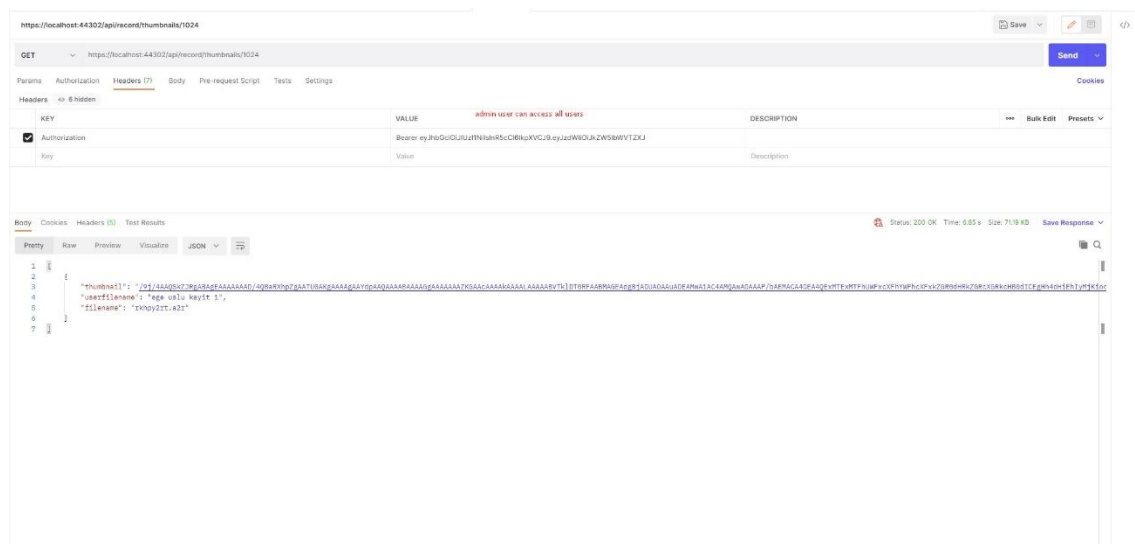 https://localhost:44302/api/record/thumbnails/1024
Save
GET https://localhost:44302/api/record/thumbnails/1024 Send
Params Authorization Headers (7) Body Pre-request Script Tests Settings Cookies
Headers 6 hidden
KEY VALUE DESCRIPTION Bulk Edit Presets
admin user can access all users
Authorization Bearer
Key Value Description
Body Cookies Headers (5) Test Results Status: 200 OK Time: 6.85 s Size: 71.19 KB Save Response
Pretty Raw Preview Visualize JSON
1 [
2 {
3 "thumbnail":
4 "userfilename": "ege uslu kayit 1",
5 "filename": "rkhpy2rt.a2r"
6 }
7 ]